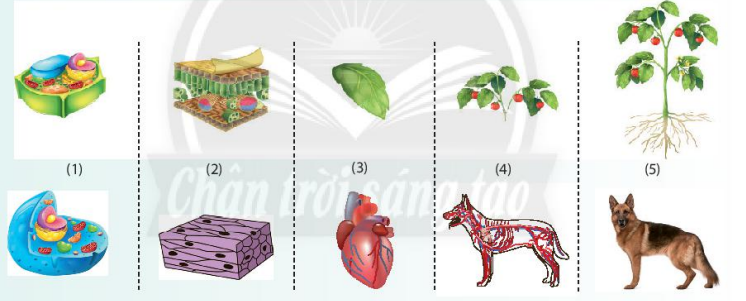 (1) (2) (3) (4) (5)
Chân trời sáng tạo